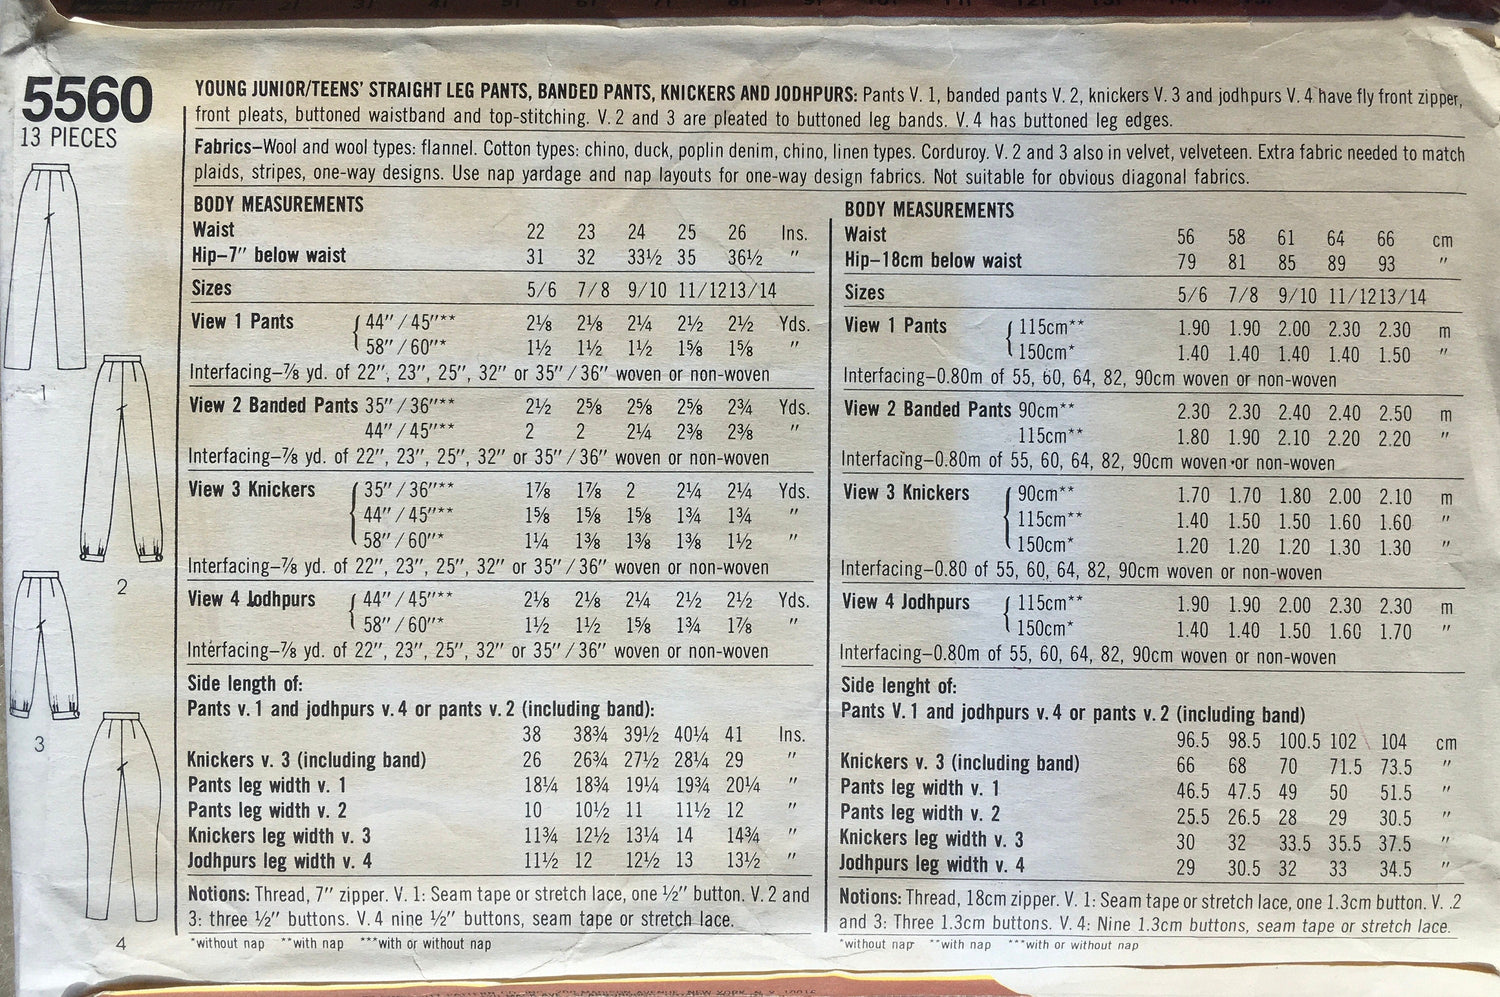 5560
13 PIECES
YOUNG JUNIOR/TEENS' STRAIGHT LEG PANTS, BANDED PANTS, KNICKERS AND JODHPURS: Pants V. 1, banded pants V. 2, knickers V. 3 and jodhpurs V. 4 have fly front zipper,
front pleats, buttoned waistband and top-stitching. V. 2 and 3 are pleated to buttoned leg bands. V. 4 has buttoned leg edges.
Fabrics—Wool and wool types: flannel. Cotton types: chino, duck, poplin denim, chino, linen types. Corduroy. V. 2 and 3 also in velvet, velveteen. Extra fabric needed to match
plaids, stripes, one-way designs. Use nap yardage and nap layouts for one-way design fabrics. Not suitable for obvious diagonal fabrics.
BODY MEASUREMENTS
Waist 22 23 24 25 26 Ins.
Hip—7" below waist 31 32 33½ 35 36½ "
Sizes 5/6 7/8 9/10 11/12 13/14
View 1 Pants { 44"/45"** 2⅛ 2⅛ 2¼ 2½ 2½ Yds.
58"/60"* 1½ 1½ 1½ 1⅝ 1⅝ "
Interfacing—⅞ yd. of 22", 23", 25", 32" or 35"/36" woven or non-woven
View 2 Banded Pants 35"/36"** 2½ 2⅝ 2⅝ 2⅝ 2¾ Yds.
44"/45"** 2 2 2¼ 2⅜ 2⅜ "
Interfacing—⅞ yd. of 22", 23", 25", 32" or 35"/36" woven or non-woven
View 3 Knickers { 35"/36"** 1⅞ 1⅞ 2 2¼ 2¼ Yds.
44"/45"** 1⅝ 1⅝ 1⅝ 1¾ 1¾ "
58"/60"* 1¼ 1⅜ 1⅜ 1⅜ 1½ "
Interfacing—⅞ yd. of 22", 23", 25", 32" or 35"/36" woven or non-woven
View 4 Jodhpurs { 44"/45"** 2⅛ 2⅛ 2¼ 2½ 2½ Yds.
58"/60"* 1½ 1½ 1⅝ 1¾ 1⅞ "
Interfacing—⅞ yd. of 22", 23", 25", 32" or 35"/36" woven or non-woven
Side length of:
Pants v. 1 and jodhpurs v. 4 or pants v. 2 (including band):
38 38¾ 39½ 40¼ 41 Ins.
Knickers v. 3 (including band) 26 26¾ 27½ 28¼ 29 "
Pants leg width v. 1 18¼ 18¾ 19¼ 19¾ 20¼ "
Pants leg width v. 2 10 10½ 11 11½ 12 "
Knickers leg width v. 3 11¾ 12½ 13¼ 14 14¾ "
Jodhpurs leg width v. 4 11½ 12 12½ 13 13½ "
Notions: Thread, 7" zipper. V. 1: Seam tape or stretch lace, one ½" button. V. 2 and
3: three ½" buttons. V. 4 nine ½" buttons, seam tape or stretch lace.
*without nap **with nap ***with or without nap
BODY MEASUREMENTS
Waist 56 58 61 64 66 cm
Hip—18cm below waist 79 81 85 89 93 "
Sizes 5/6 7/8 9/10 11/12 13/14
View 1 Pants { 115cm** 1.90 1.90 2.00 2.30 2.30 m
150cm* 1.40 1.40 1.40 1.40 1.50 "
Interfacing—0.80m of 55, 60, 64, 82, 90cm woven or non-woven
View 2 Banded Pants 90cm** 2.30 2.30 2.40 2.40 2.50 m
115cm** 1.80 1.90 2.10 2.20 2.20 "
Interfacing-0.80m of 55, 60, 64, 82, 90cm woven or non-woven
View 3 Knickers { 90cm** 1.70 1.70 1.80 2.00 2.10 m
115cm** 1.40 1.50 1.50 1.60 1.60 "
150cm* 1.20 1.20 1.20 1.30 1.30 "
Interfacing—0.80 of 55, 60, 64, 82, 90cm woven or non-woven
View 4 Jodhpurs { 115cm** 1.90 1.90 2.00 2.30 2.30 m
150cm* 1.40 1.40 1.50 1.60 1.70 "
Interfacing—0.80m of 55, 60, 64, 82, 90cm woven or non-woven
Side lenght of:
Pants V. 1 and jodhpurs v. 4 or pants v. 2 (including band)
96.5 98.5 100.5 102 104 cm
Knickers v. 3 (including band) 66 68 70 71.5 73.5 "
Pants leg width v. 1 46.5 47.5 49 50 51.5 "
Pants leg width v. 2 25.5 26.5 28 29 30.5 "
Knickers leg width v. 3 30 32 33.5 35.5 37.5 "
Jodhpurs leg width v. 4 29 30.5 32 33 34.5 "
Notions: Thread, 18cm zipper. V. 1: Seam tape or stretch lace, one 1.3cm button. V. .2
and 3: Three 1.3cm buttons. V. 4: Nine 1.3cm buttons, seam tape or stretch lace.
*without nap **with nap ***with or without nap
1
2
3
4